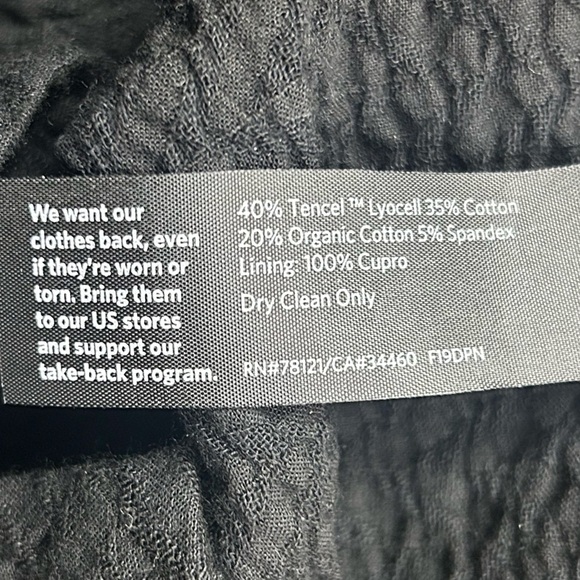 We want our
clothes back, even
if they're worn or
torn. Bring them
to our US stores
and support our
take-back program.
40% Tencel™ Lyocell 35% Cotton
20% Organic Cotton 5% Spandex
Lining: 100% Cupro
Dry Clean Only
RN#78121/CA#34460 F19DPN